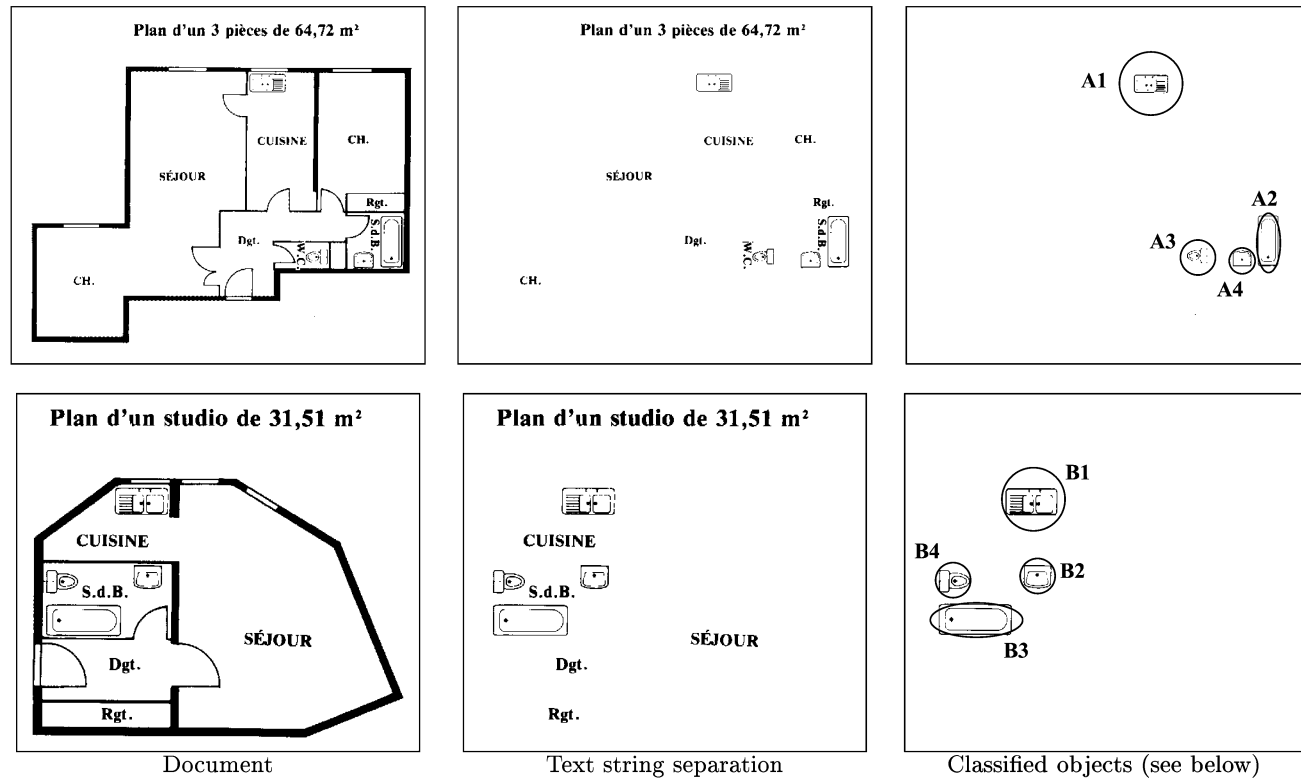 Plan d'un 3 pièces de 64,72 m²
CUISINE
CH.
SÉJOUR
Rgt.
S.d.B.
Dgt.
W.C.
CH.
Plan d'un 3 pièces de 64,72 m²
CUISINE
CH.
SÉJOUR
Rgt.
S.d.B.
Dgt.
W.C.
CH.
A1
A2
A3
A4
Plan d'un studio de 31,51 m²
CUISINE
S.d.B.
SÉJOUR
Dgt.
Rgt.
Plan d'un studio de 31,51 m²
CUISINE
S.d.B.
SÉJOUR
Dgt.
Rgt.
B1
B4
B2
B3
Document
Text string separation
Classified objects (see below)